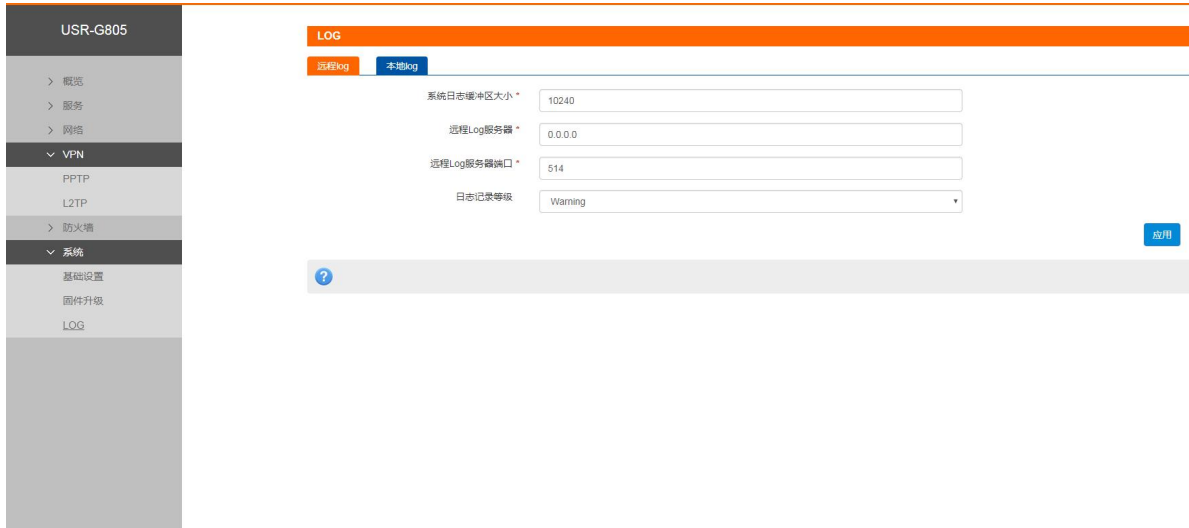 USR-G805
概览
服务
网络
VPN
PPTP
L2TP
防火墙
系统
基础设置
固件升级
LOG
LOG
远程log 本地log
系统日志缓冲区大小 * 10240
远程Log服务器 * 0.0.0.0
远程Log服务器端口 * 514
日志记录等级 Warning
应用
?